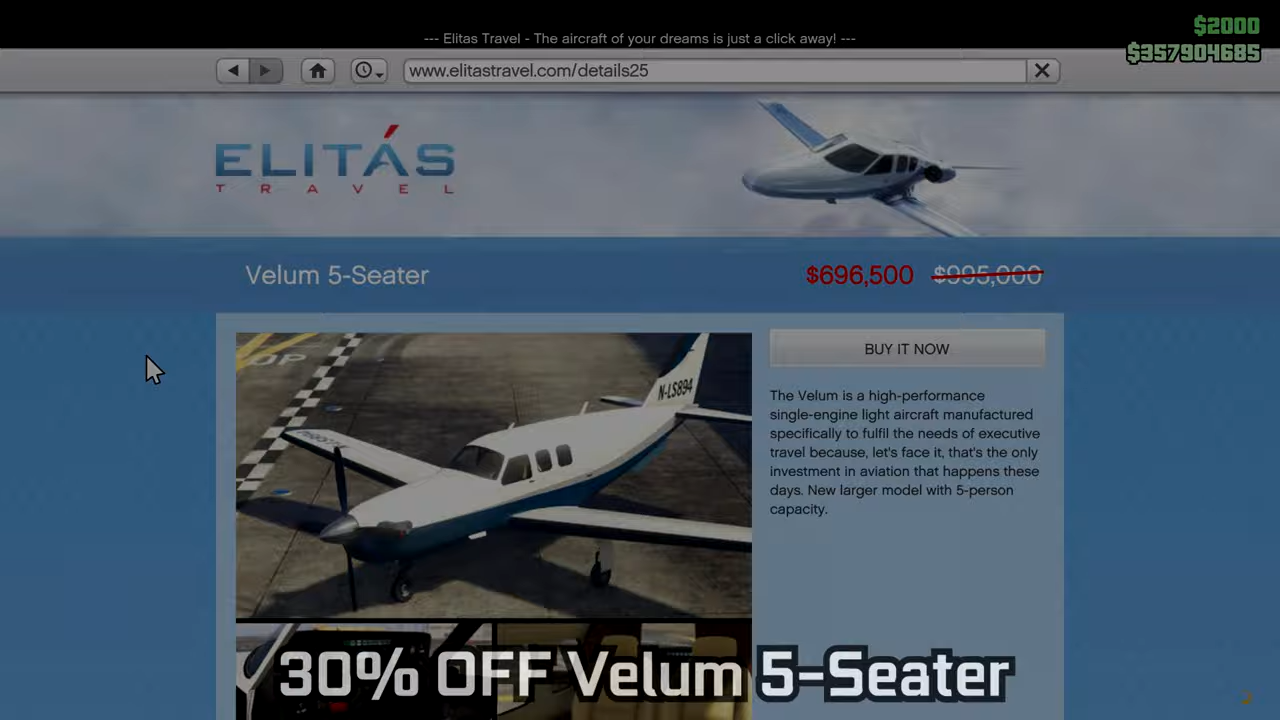 $2000
--- Elitas Travel - The aircraft of your dreams is just a click away! ---
$357904685
www.elitastravel.com/details25
ELITÁS
TRAVEL
Velum 5-Seater
$696,500 $995,000
BUY IT NOW
The Velum is a high-performance
single-engine light aircraft manufactured
specifically to fulfil the needs of executive
travel because, let's face it, that's the only
investment in aviation that happens these
days. New larger model with 5-person
capacity.
N-LS894
30% OFF Velum 5-Seater